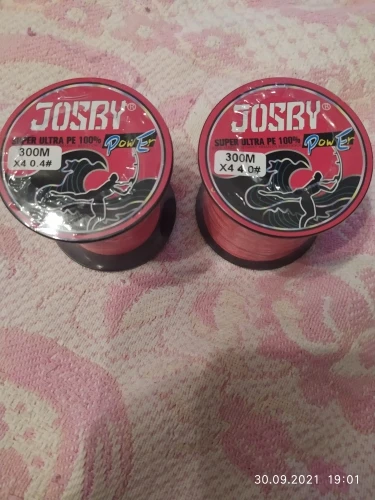 JOSBY®
SUPER ULTRA PE 100% PowEr
300M
X4 0.4#
JOSBY®
SUPER ULTRA PE 100% PowEr
300M
X4 4.0#
30.09.2021 19:01